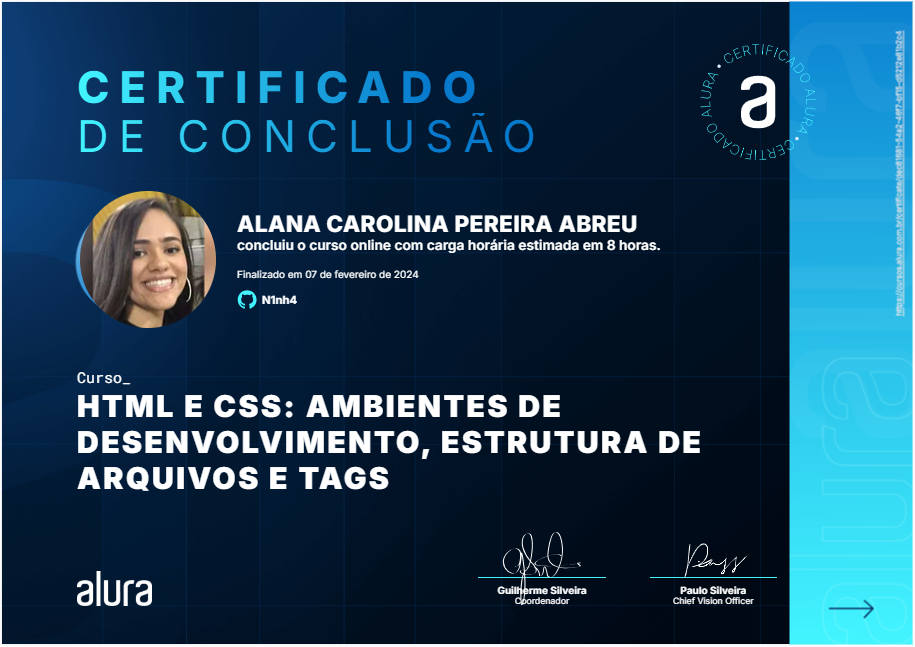 CERTIFICADO
DE CONCLUSÃO
CERTIFICADO ALURA • CERTIFICADO ALURA •
a
ALANA CAROLINA PEREIRA ABREU
concluiu o curso online com carga horária estimada em 8 horas.
Finalizado em 07 de fevereiro de 2024
N1nh4
Curso_
HTML E CSS: AMBIENTES DE
DESENVOLVIMENTO, ESTRUTURA DE
ARQUIVOS E TAGS
alura
Guilherme Silveira
Coordenador
Paulo Silveira
Chief Vision Officer
alura